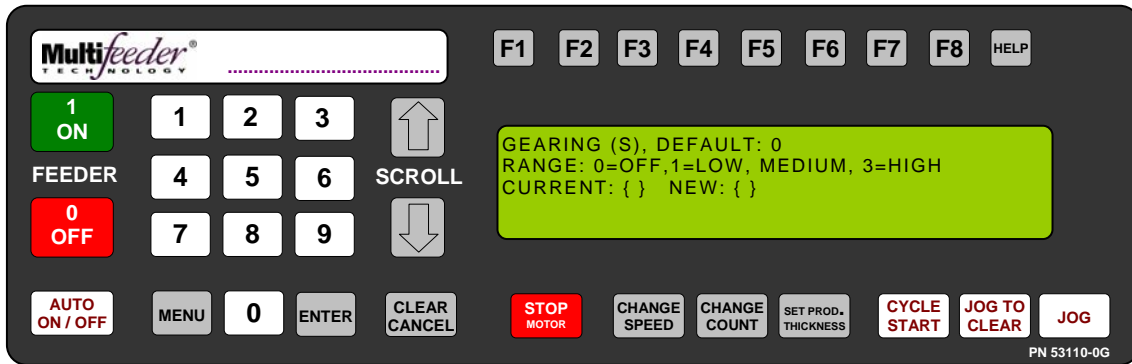 Multifeeder®
TECHNOLOGY
F1 F2 F3 F4 F5 F6 F7 F8 HELP
1
ON
FEEDER
0
OFF
1 2 3
4 5 6
7 8 9
SCROLL
GEARING (S), DEFAULT: 0
RANGE: 0=OFF,1=LOW, MEDIUM, 3=HIGH
CURRENT: { } NEW: { }
AUTO
ON / OFF
MENU
0
ENTER
CLEAR
CANCEL
STOP
MOTOR
CHANGE
SPEED
CHANGE
COUNT
SET PROD.
THICKNESS
CYCLE
START
JOG TO
CLEAR
JOG
PN 53110-0G